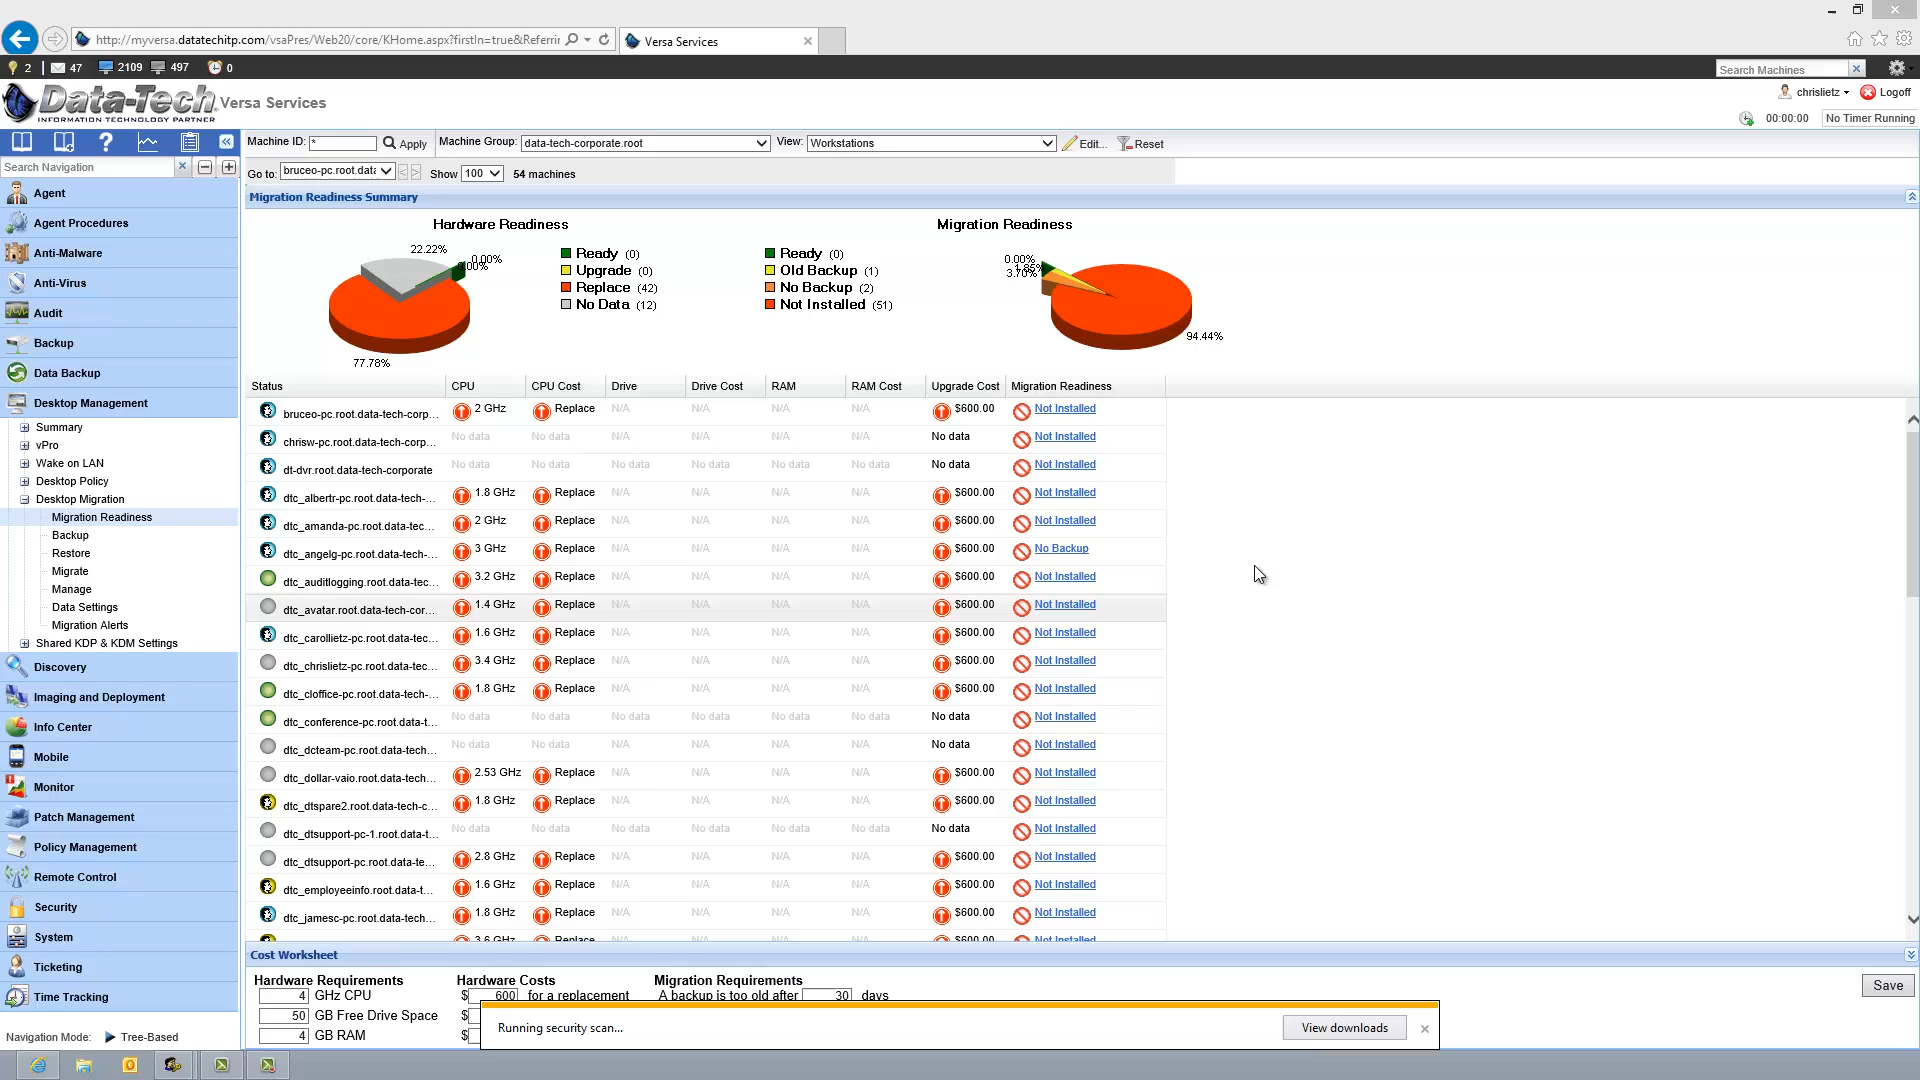 http://myversa.datatechitp.com/vsaPres/Web20/core/KHome.aspx?firstIn=true&Referrir
Versa Services
2 47 2109 497 0
Search Machines
Data-Tech Versa Services
INFORMATION TECHNOLOGY PARTNER
chrislietz Logoff
00:00:00 No Timer Running
Search Navigation
Machine ID: * Apply Machine Group: data-tech-corporate.root View: Workstations Edit... Reset
Go to: bruceo-pc.root.data Show 100 54 machines
Agent
Agent Procedures
Anti-Malware
Anti-Virus
Audit
Backup
Data Backup
Desktop Management
Summary
vPro
Wake on LAN
Desktop Policy
Desktop Migration
Migration Readiness
Backup
Restore
Migrate
Manage
Data Settings
Migration Alerts
Shared KDP & KDM Settings
Discovery
Imaging and Deployment
Info Center
Mobile
Monitor
Patch Management
Policy Management
Remote Control
Security
System
Ticketing
Time Tracking
Navigation Mode: Tree-Based
Migration Readiness Summary
Hardware Readiness
22.22%
0.00%
0.00%
77.78%
Ready (0)
Upgrade (0)
Replace (42)
No Data (12)
Migration Readiness
Ready (0)
Old Backup (1)
No Backup (2)
Not Installed (51)
0.00%
1.85%
3.70%
94.44%
Status CPU CPU Cost Drive Drive Cost RAM RAM Cost Upgrade Cost Migration Readiness
bruceo-pc.root.data-tech-corp... 2 GHz Replace N/A N/A N/A N/A $600.00 Not Installed
chrisw-pc.root.data-tech-corp... No data No data N/A N/A N/A N/A No data Not Installed
dt-dvr.root.data-tech-corporate No data No data No data No data No data No data No data Not Installed
dtc_albertr-pc.root.data-tech-... 1.8 GHz Replace N/A N/A N/A N/A $600.00 Not Installed
dtc_amanda-pc.root.data-tec... 2 GHz Replace N/A N/A N/A N/A $600.00 Not Installed
dtc_angelg-pc.root.data-tech-... 3 GHz Replace N/A N/A N/A N/A $600.00 No Backup
dtc_auditlogging.root.data-tec... 3.2 GHz Replace N/A N/A N/A N/A $600.00 Not Installed
dtc_avatar.root.data-tech-cor... 1.4 GHz Replace N/A N/A N/A N/A $600.00 Not Installed
dtc_carollietz-pc.root.data-tec... 1.6 GHz Replace N/A N/A N/A N/A $600.00 Not Installed
dtc_chrislietz-pc.root.data-tec... 3.4 GHz Replace N/A N/A N/A N/A $600.00 Not Installed
dtc_cloffice-pc.root.data-tech-... 1.8 GHz Replace N/A N/A N/A N/A $600.00 Not Installed
dtc_conference-pc.root.data-t... No data No data No data No data No data No data No data Not Installed
dtc_dcteam-pc.root.data-tech... No data No data N/A N/A N/A N/A No data Not Installed
dtc_dollar-vaio.root.data-tech... 2.53 GHz Replace N/A N/A N/A N/A $600.00 Not Installed
dtc_dtspare2.root.data-tech-c... 1.8 GHz Replace N/A N/A N/A N/A $600.00 Not Installed
dtc_dtsupport-pc-1.root.data-t... No data No data No data No data No data No data No data Not Installed
dtc_dtsupport-pc.root.data-te... 2.8 GHz Replace N/A N/A N/A N/A $600.00 Not Installed
dtc_employeeinfo.root.data-t... 1.6 GHz Replace N/A N/A N/A N/A $600.00 Not Installed
dtc_jamesc-pc.root.data-tech... 1.8 GHz Replace N/A N/A N/A N/A $600.00 Not Installed
3.6 GHz Replace N/A N/A N/A N/A $600.00 Not Installed
Cost Worksheet
Hardware Requirements Hardware Costs Migration Requirements
4 GHz CPU $ 600 for a replacement A backup is too old after 30 days
50 GB Free Drive Space $
4 GB RAM $
Save
Running security scan...
View downloads